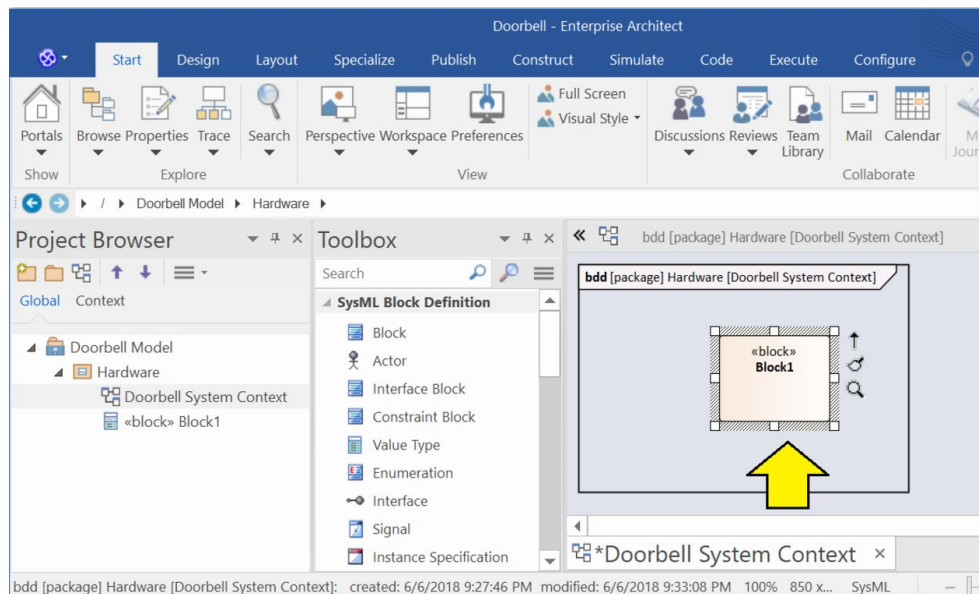 Doorbell - Enterprise Architect
Start Design Layout Specialize Publish Construct Simulate Code Execute Configure
Full Screen
Visual Style
Portals Browse Properties Trace Search Perspective Workspace Preferences Discussions Reviews Team Library Mail Calendar
Show Explore View Collaborate
/ Doorbell Model Hardware
Project Browser
Toolbox
bdd [package] Hardware [Doorbell System Context]
Search
Global Context
SysML Block Definition
bdd [package] Hardware [Doorbell System Context]
Block
Doorbell Model
Actor
Hardware
Interface Block
Doorbell System Context
Constraint Block
«block» Block1
Value Type
«block»
Block1
Enumeration
Interface
Signal
Instance Specification
*Doorbell System Context ×
bdd [package] Hardware [Doorbell System Context]: created: 6/6/2018 9:27:46 PM modified: 6/6/2018 9:33:08 PM 100% 850 x... SysML